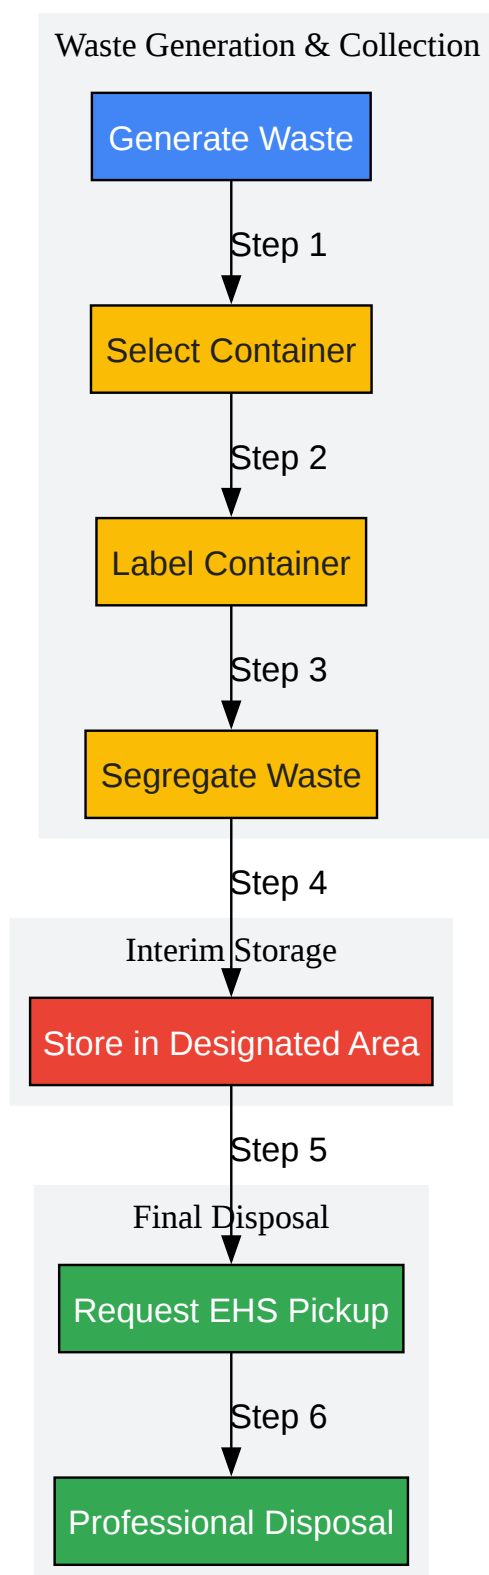 Waste Generation & Collection
Generate Waste
Step 1
Select Container
Step 2
Label Container
Step 3
Segregate Waste
Step 4
Interim Storage
Store in Designated Area
Step 5
Final Disposal
Request EHS Pickup
Step 6
Professional Disposal